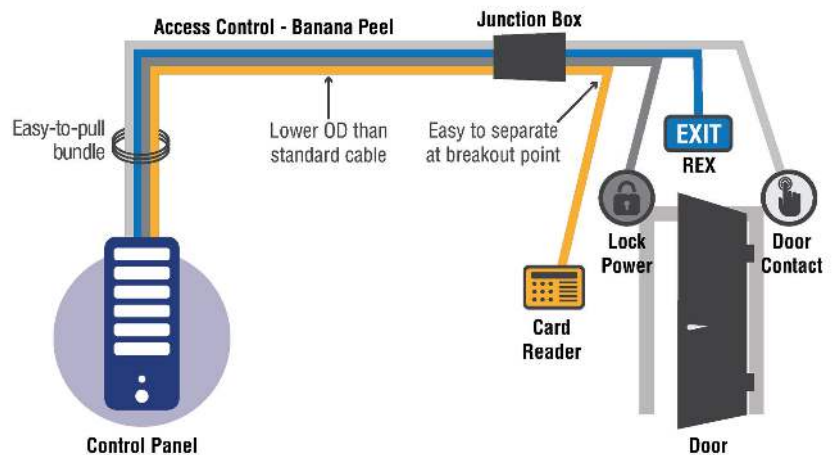 Access Control - Banana Peel
Junction Box
Easy-to-pull
bundle
Lower OD than
standard cable
Easy to separate
at breakout point
EXIT
REX
Lock
Power
Door
Contact
Card
Reader
Control Panel
Door